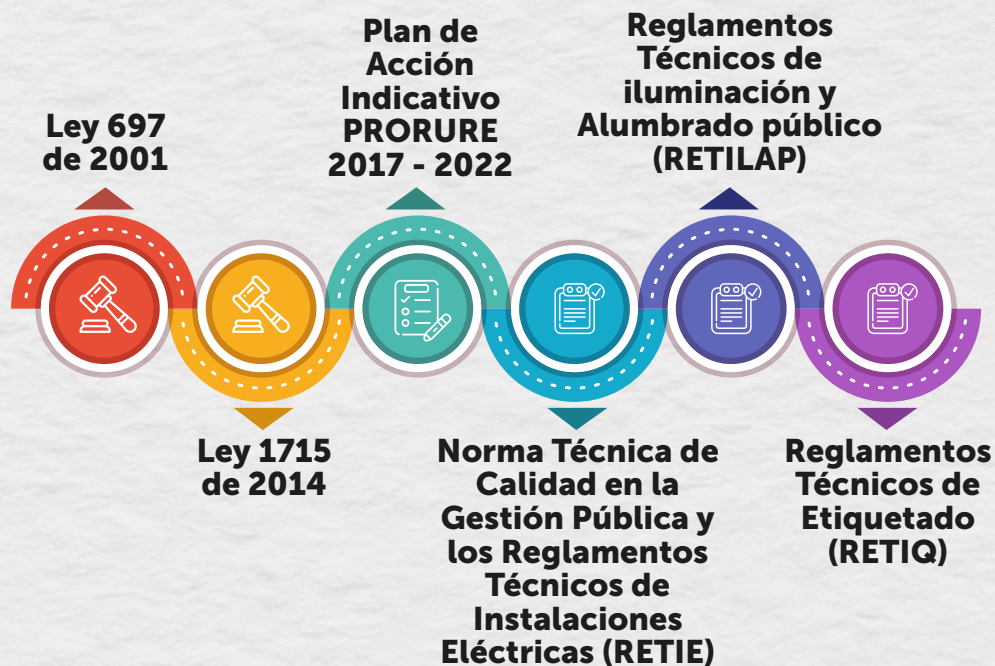 Ley 697
de 2001
Ley 1715
de 2014
Plan de
Acción
Indicativo
PRORURE
2017 - 2022
Norma Técnica de
Calidad en la
Gestión Pública y
los Reglamentos
Técnicos de
Instalaciones
Eléctricas (RETIE)
Reglamentos
Técnicos de
iluminación y
Alumbrado público
(RETILAP)
Reglamentos
Técnicos de
Etiquetado
(RETIQ)